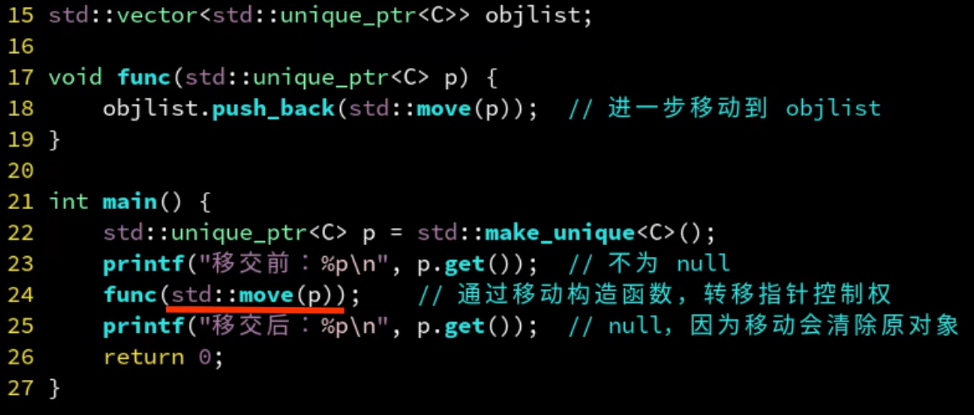 15 std::vector<std::unique_ptr<C>> objlist;
16
17 void func(std::unique_ptr<C> p) {
18     objlist.push_back(std::move(p));  // 进一步移动到 objlist
19 }
20
21 int main() {
22     std::unique_ptr<C> p = std::make_unique<C>();
23     printf("移交前：%p\n", p.get());  // 不为 null
24     func(std::move(p));    // 通过移动构造函数，转移指针控制权
25     printf("移交后：%p\n", p.get());  // null，因为移动会清除原对象
26     return 0;
27 }